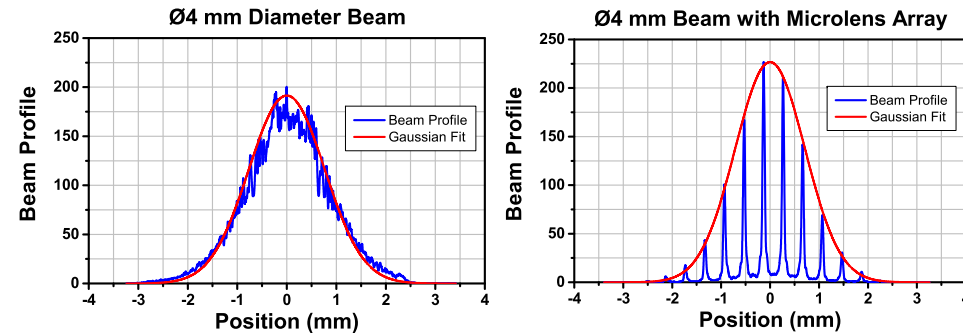 Ø4 mm Diameter Beam
250
200
150
100
50
0
-4 -3 -2 -1 0 1 2 3 4
Beam Profile
Position (mm)
Beam Profile
Gaussian Fit
Ø4 mm Beam with Microlens Array
250
200
150
100
50
0
-4 -3 -2 -1 0 1 2 3 4
Beam Profile
Position (mm)
Beam Profile
Gaussian Fit